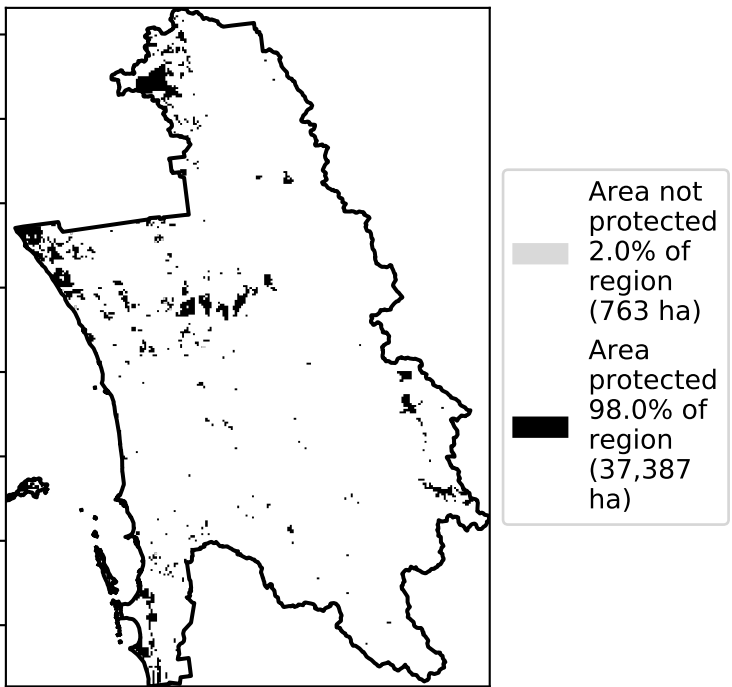 Area not
protected
2.0% of
region
(763 ha)
Area
protected
98.0% of
region
(37,387
ha)